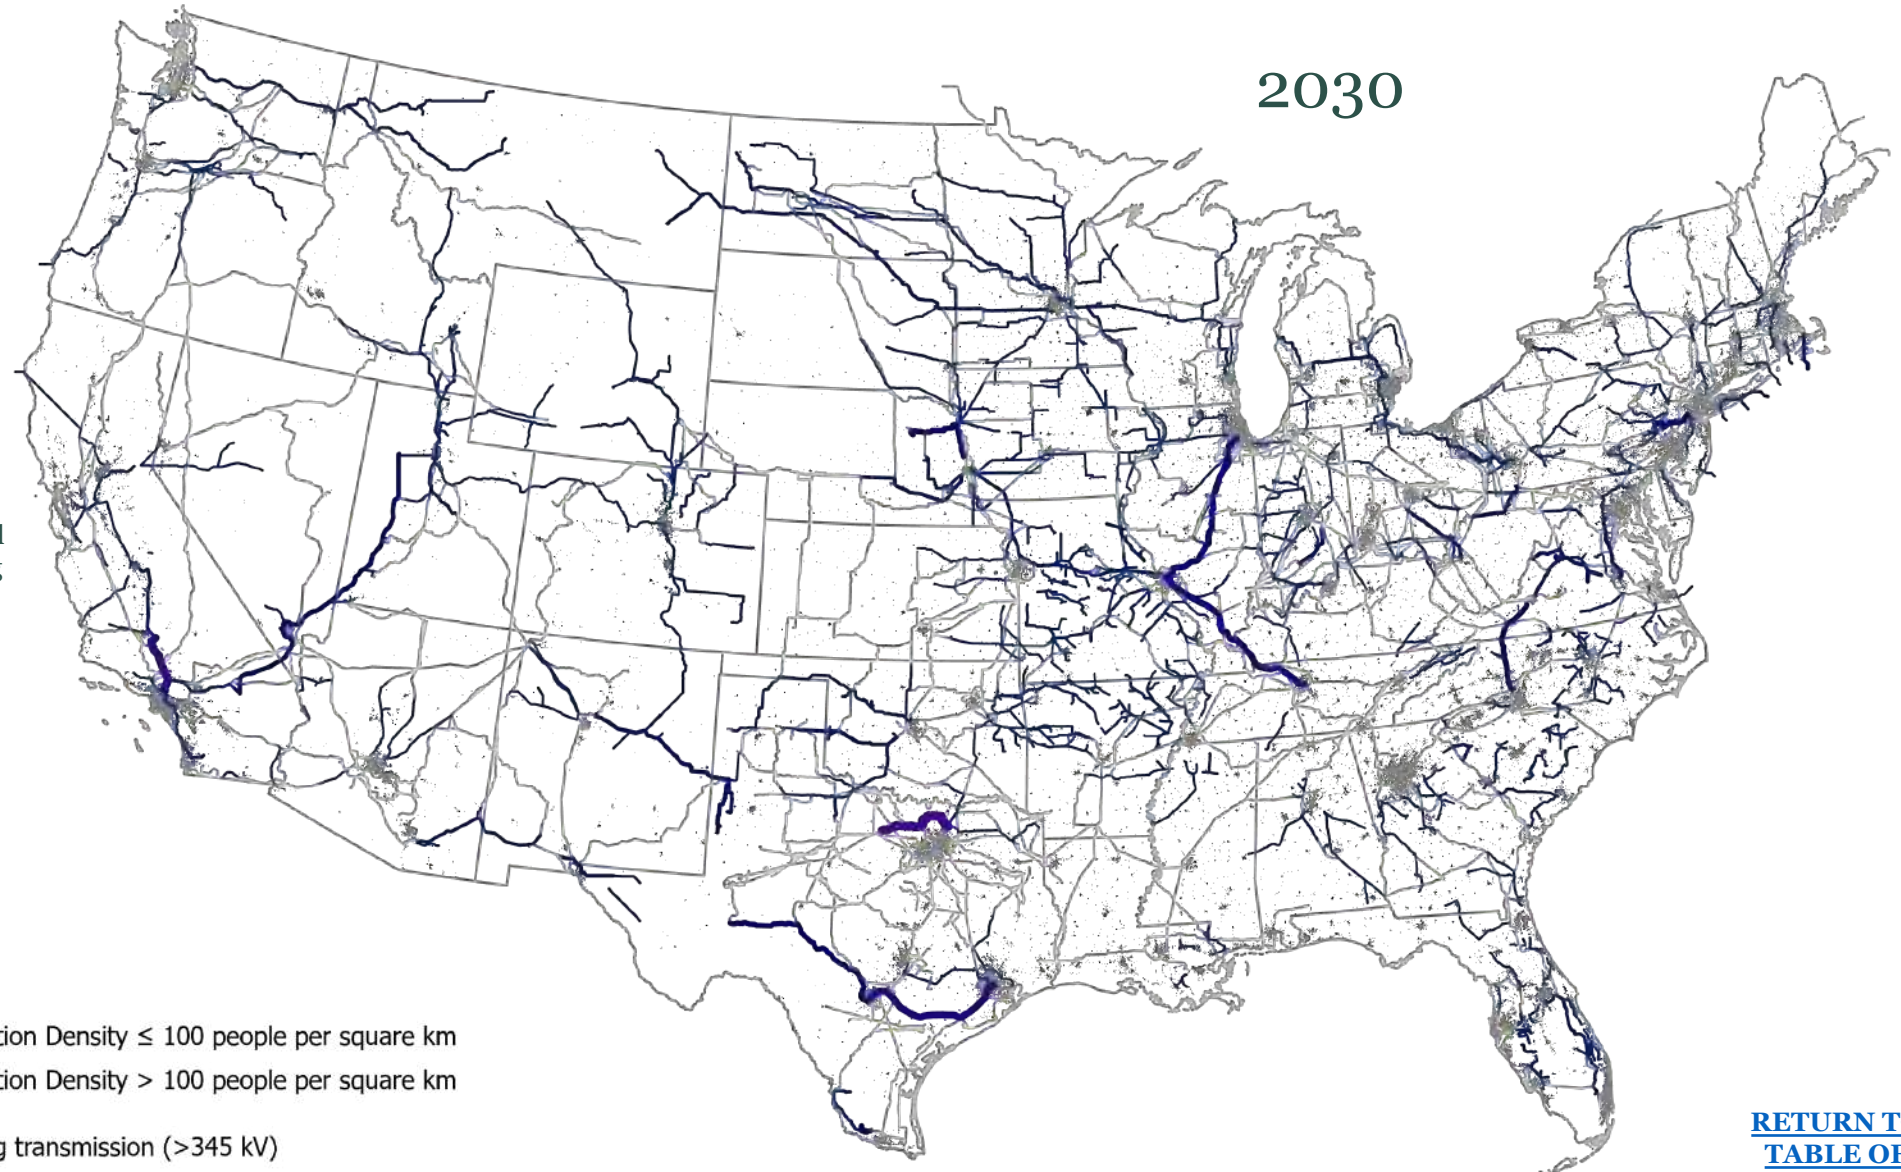 2030
tion Density ≤ 100 people per square km
tion Density > 100 people per square km
g transmission (>345 kV)
RETURN T
TABLE OF